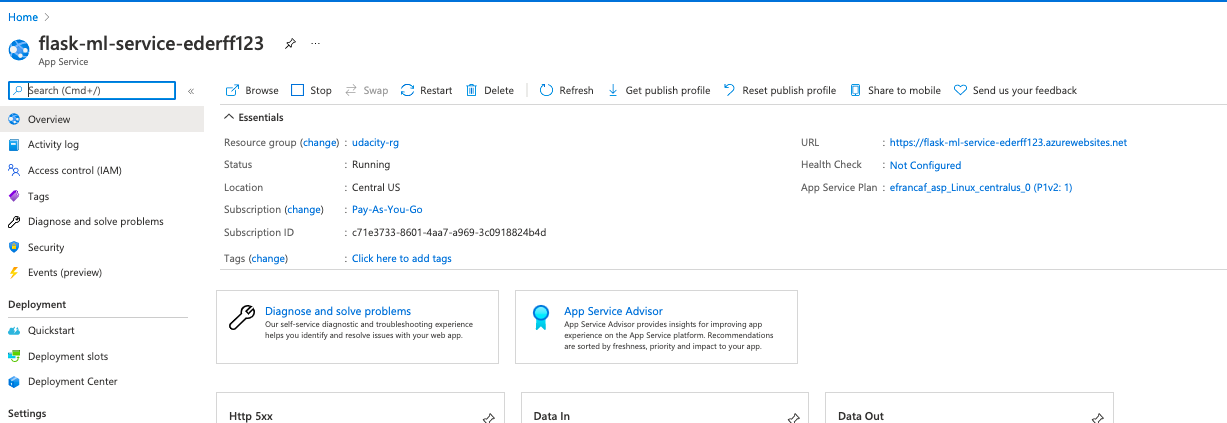 Home
flask-ml-service-ederff123
App Service
Search (Cmd+/)
Browse Stop Swap Restart Delete Refresh Get publish profile Reset publish profile Share to mobile Send us your feedback
Overview
Activity log
Access control (IAM)
Tags
Diagnose and solve problems
Security
Events (preview)
Deployment
Quickstart
Deployment slots
Deployment Center
Settings
Essentials
Resource group (change) : udacity-rg
Status : Running
Location : Central US
Subscription (change) : Pay-As-You-Go
Subscription ID : c71e3733-8601-4aa7-a969-3c0918824b4d
Tags (change) : Click here to add tags
URL : https://flask-ml-service-ederff123.azurewebsites.net
Health Check : Not Configured
App Service Plan : efrancaf_asp_Linux_centralus_0 (P1v2: 1)
Diagnose and solve problems
Our self-service diagnostic and troubleshooting experience
helps you identify and resolve issues with your web app.
App Service Advisor
App Service Advisor provides insights for improving app
experience on the App Service platform. Recommendations
are sorted by freshness, priority and impact to your app.
Http 5xx
Data In
Data Out